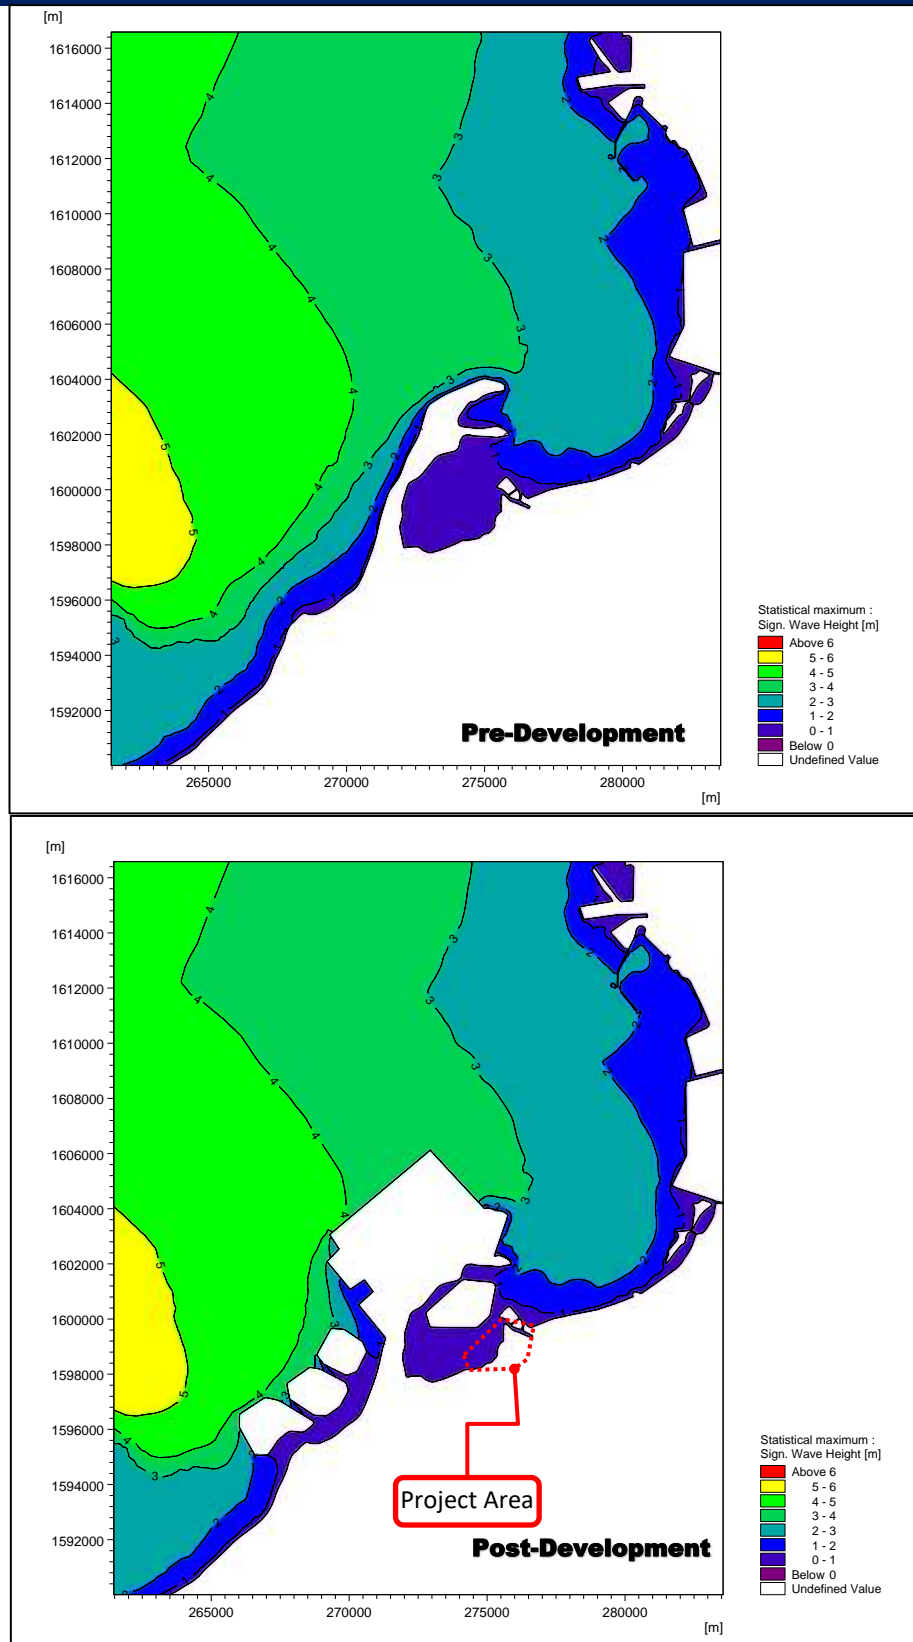 [m]
1616000
1614000
1612000
1610000
1608000
1606000
1604000
1602000
1600000
1598000
1596000
1594000
1592000
265000 270000 275000 280000
[m]
Pre-Development
Statistical maximum :
Sign. Wave Height [m]
Above 6
5 - 6
4 - 5
3 - 4
2 - 3
1 - 2
0 - 1
Below 0
Undefined Value
[m]
1616000
1614000
1612000
1610000
1608000
1606000
1604000
1602000
1600000
1598000
1596000
1594000
1592000
265000 270000 275000 280000
[m]
Project Area
Post-Development
Statistical maximum :
Sign. Wave Height [m]
Above 6
5 - 6
4 - 5
3 - 4
2 - 3
1 - 2
0 - 1
Below 0
Undefined Value